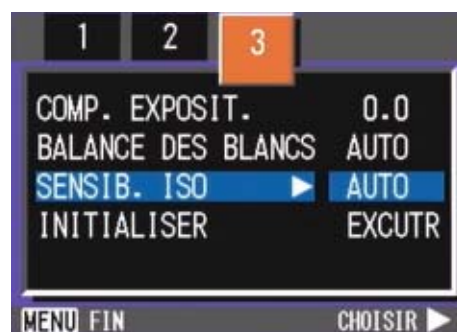 1 2 3
COMP. EXPOSIT. 0.0
BALANCE DES BLANCS AUTO
SENSIB. ISO ▶ AUTO
INITIALISER EXCUTR
MENU FIN CHOISIR ▶